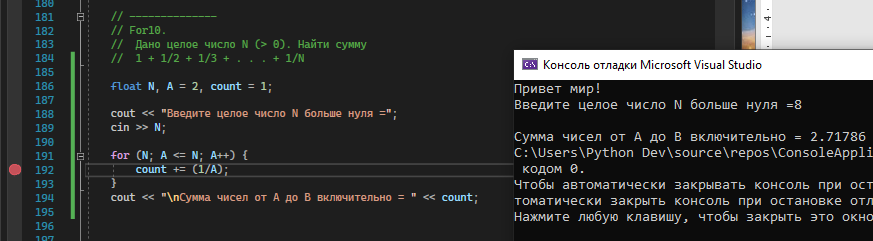 180
181 // ---------------
182 // For10.
183 // Дано целое число N (> 0). Найти сумму
184 // 1 + 1/2 + 1/3 + . . . + 1/N
185
186 float N, A = 2, count = 1;
187
188 cout << "Введите целое число N больше нуля =";
189 cin >> N;
190
191 for (N; A <= N; A++) {
192 count += (1/A);
193 }
194 cout << "\nСумма чисел от А до В включительно = " << count;
195
196
197
4
Консоль отладки Microsoft Visual Studio
Привет мир!
Введите целое число N больше нуля =8
Сумма чисел от А до В включительно = 2.71786
C:\Users\Python Dev\source\repos\ConsoleAppli
кодом 0.
Чтобы автоматически закрывать консоль при ост
томатически закрыть консоль при остановке отл
Нажмите любую клавишу, чтобы закрыть это окно